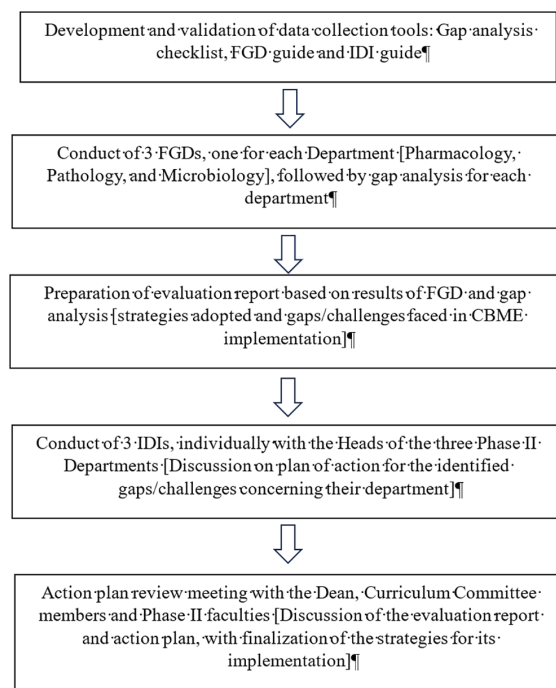 Development and validation of data collection tools: Gap analysis
checklist, FGD guide and IDI guide¶
Conduct of 3 FGDs, one for each Department [Pharmacology,
Pathology, and Microbiology], followed by gap analysis for each
department¶
Preparation of evaluation report based on results of FGD and gap
analysis [strategies adopted and gaps/challenges faced in CBME
implementation]¶
Conduct of 3 IDIs, individually with the Heads of the three Phase II
Departments [Discussion on plan of action for the identified
gaps/challenges concerning their department]¶
Action plan review meeting with the Dean, Curriculum Committee
members and Phase II faculties [Discussion of the evaluation report
and action plan, with finalization of the strategies for its
implementation]¶